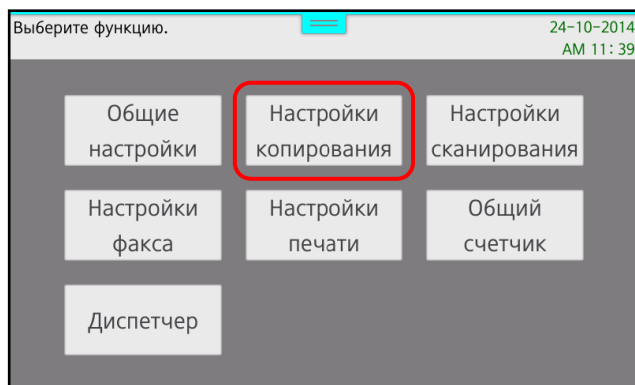 Выберите функцию.
24-10-2014
AM 11: 39
Общие
настройки
Настройки
копирования
Настройки
сканирования
Настройки
факса
Настройки
печати
Общий
счетчик
Диспетчер